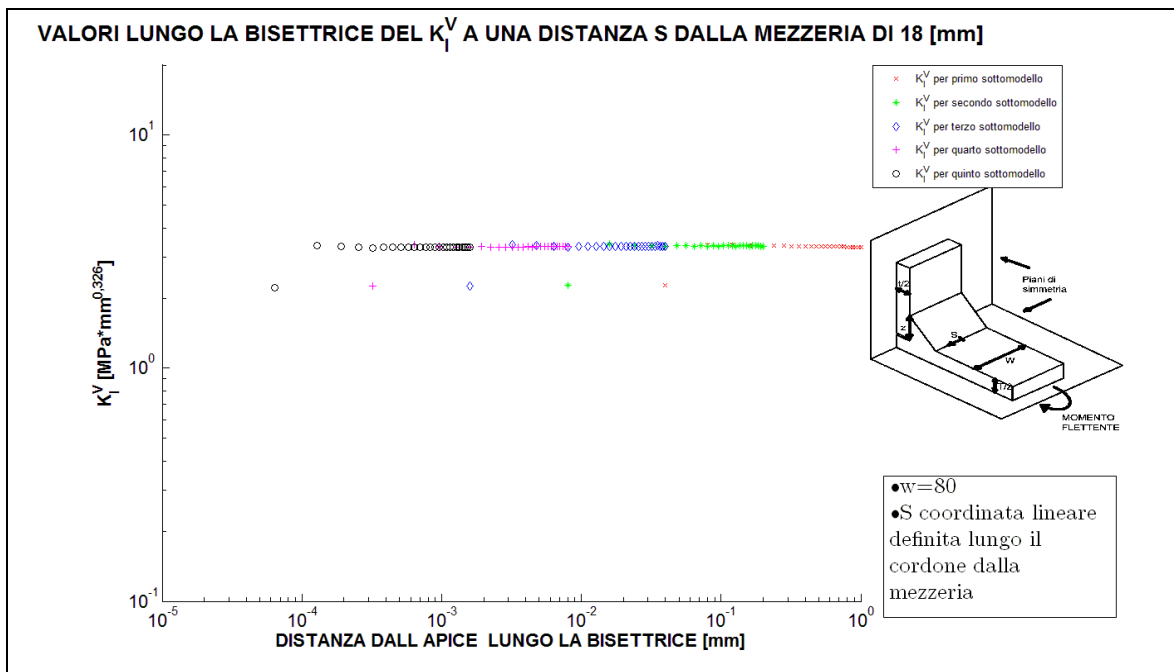 VALORI LUNGO LA BISETTRICE DEL K_I^V A UNA DISTANZA S DALLA MEZZERIA DI 18 [mm]
K_I^V per primo sottomodello
K_I^V per secondo sottomodello
K_I^V per terzo sottomodello
K_I^V per quarto sottomodello
K_I^V per quinto sottomodello
10^1
10^0
10^-1
K_I^V [MPa*mm^0,326]
10^-5
10^-4
10^-3
10^-2
10^-1
10^0
DISTANZA DALL APICE LUNGO LA BISETTRICE [mm]
t/2
z
S
W
T/2
Piani di
simmetria
MOMENTO
FLETTENTE
●w=80
●S coordinata lineare
definita lungo il
cordone dalla
mezzeria